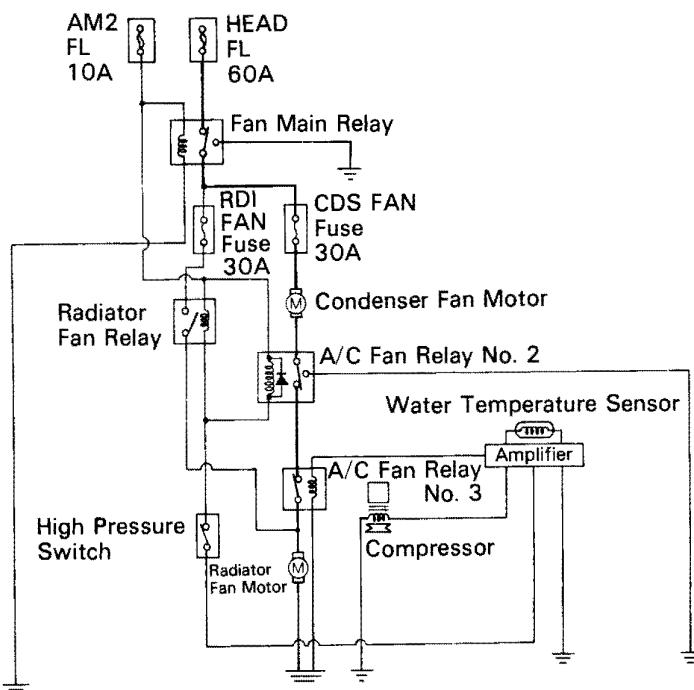 AM2
FL
10A
HEAD
FL
60A
Fan Main Relay
RDI
FAN
Fuse
30A
CDS FAN
Fuse
30A
M
Condenser Fan Motor
Radiator
Fan Relay
A/C Fan Relay No. 2
Water Temperature Sensor
Amplifier
A/C Fan Relay
No. 3
High Pressure
Switch
Compressor
Radiator
Fan Motor
M